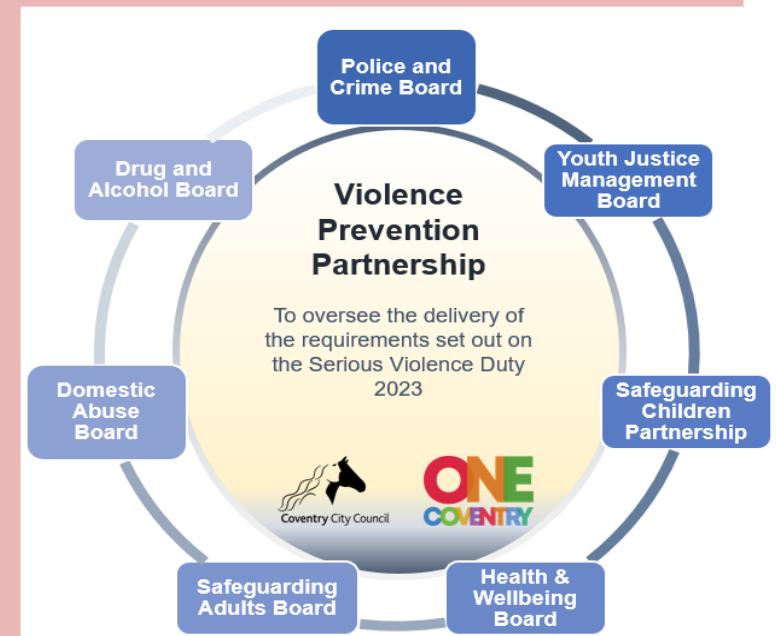 Police and
Crime Board
Youth Justice
Management
Board
Safeguarding
Children
Partnership
Health &
Wellbeing
Board
Safeguarding
Adults Board
Domestic
Abuse
Board
Drug and
Alcohol Board
Violence
Prevention
Partnership
To oversee the delivery of
the requirements set out on
the Serious Violence Duty
2023
Coventry City Council
ONE
COVENTRY